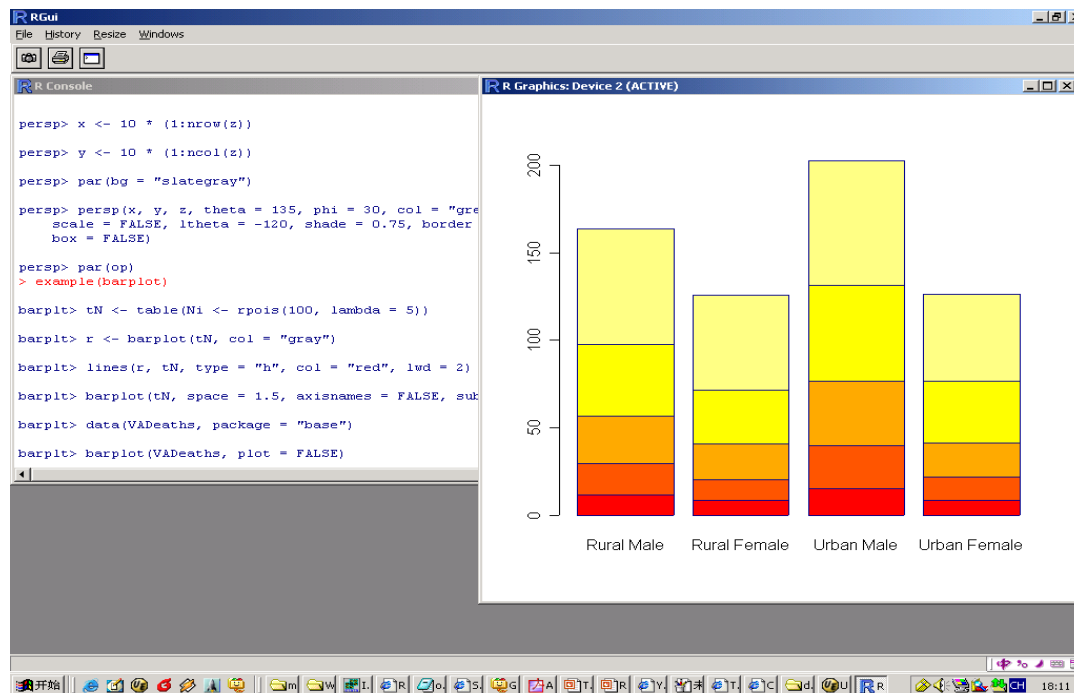 RGui
File History Resize Windows
R Console
persp> x <- 10 * (1:nrow(z))
persp> y <- 10 * (1:ncol(z))
persp> par(bg = "slategray")
persp> persp(x, y, z, theta = 135, phi = 30, col = "gre
scale = FALSE, ltheta = -120, shade = 0.75, border
box = FALSE)
persp> par(op)
> example(barplot)
barplt> tN <- table(Ni <- rpois(100, lambda = 5))
barplt> r <- barplot(tN, col = "gray")
barplt> lines(r, tN, type = "h", col = "red", lwd = 2)
barplt> barplot(tN, space = 1.5, axisnames = FALSE, sub
barplt> data(VADeaths, package = "base")
barplt> barplot(VADeaths, plot = FALSE)
R Graphics: Device 2 (ACTIVE)
200
150
100
50
0
Rural Male Rural Female Urban Male Urban Female
中
开始 m W I. R o. S. G A T. R Y. 未 T. C d. U R CH 18:11